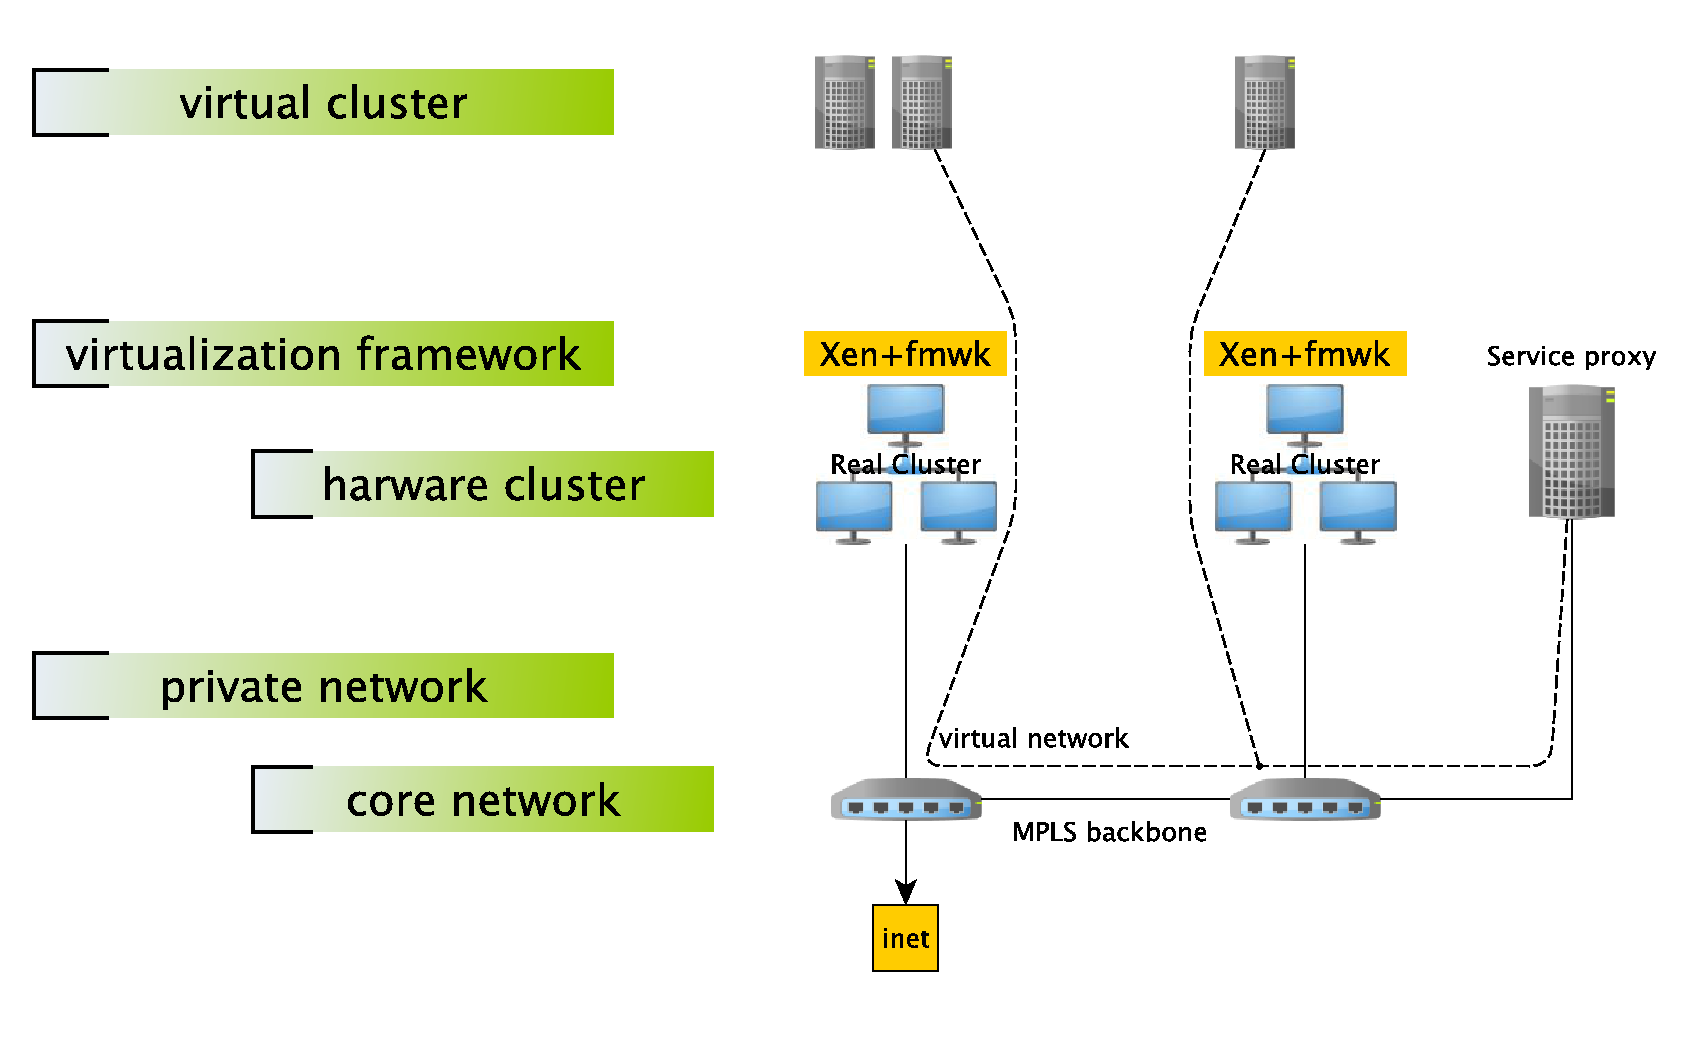 virtual cluster
virtualization framework
Xen+fmwk
Xen+fmwk
Service proxy
harware cluster
Real Cluster
Real Cluster
private network
virtual network
core network
MPLS backbone
inet